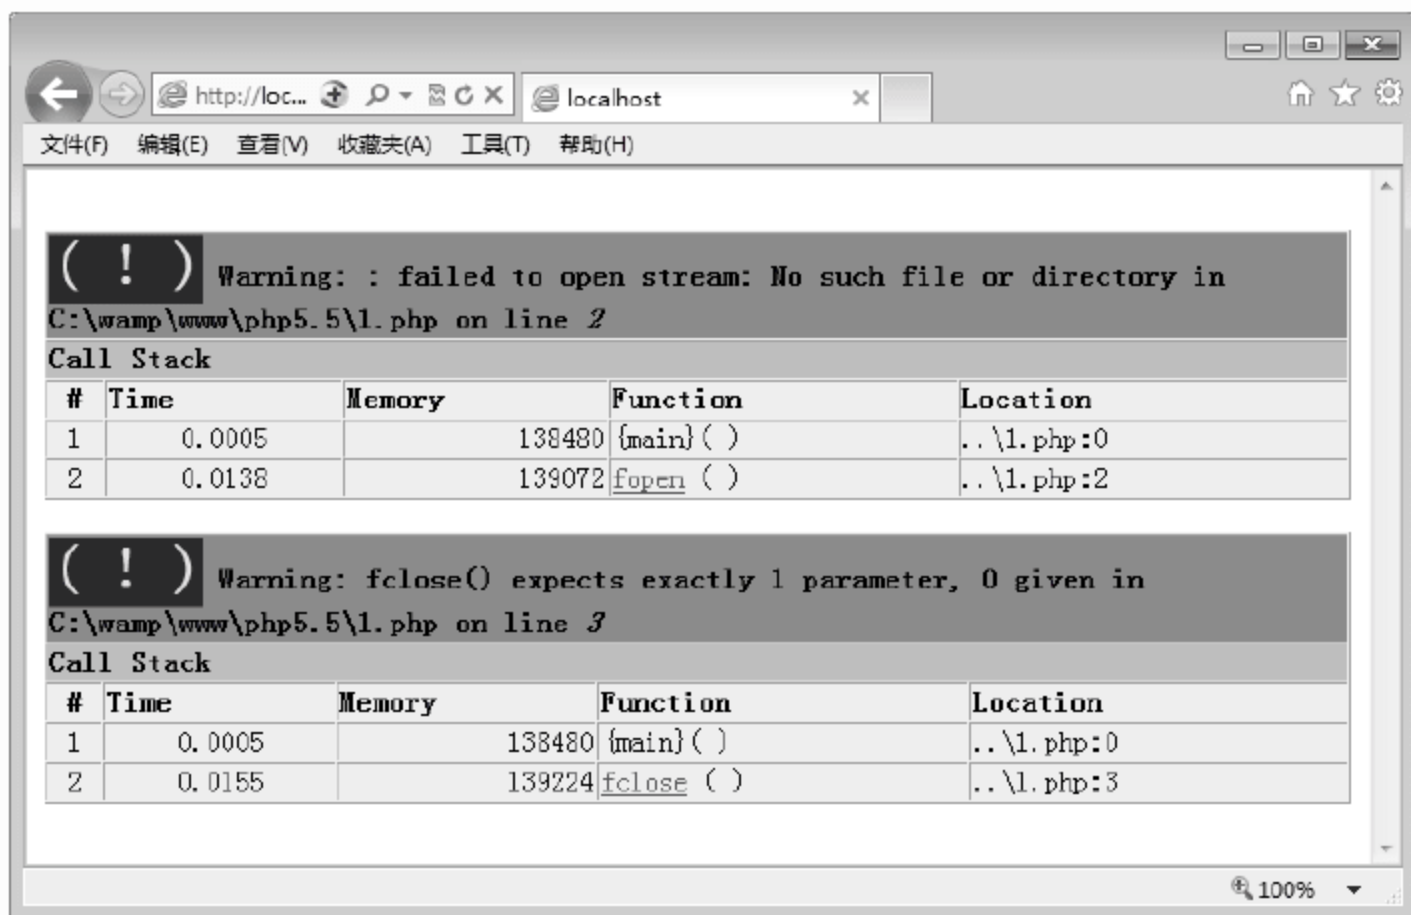 http://loc...
localhost
文件(F) 编辑(E) 查看(V) 收藏夹(A) 工具(T) 帮助(H)
( ! ) Warning: : failed to open stream: No such file or directory in
C:\wamp\www\php5.5\1.php on line 2
Call Stack
# Time Memory Function Location
1 0.0005 138480 {main}( ) ..\1.php:0
2 0.0138 139072 fopen ( ) ..\1.php:2
( ! ) Warning: fclose() expects exactly 1 parameter, 0 given in
C:\wamp\www\php5.5\1.php on line 3
Call Stack
# Time Memory Function Location
1 0.0005 138480 {main}( ) ..\1.php:0
2 0.0155 139224 fclose ( ) ..\1.php:3
100%